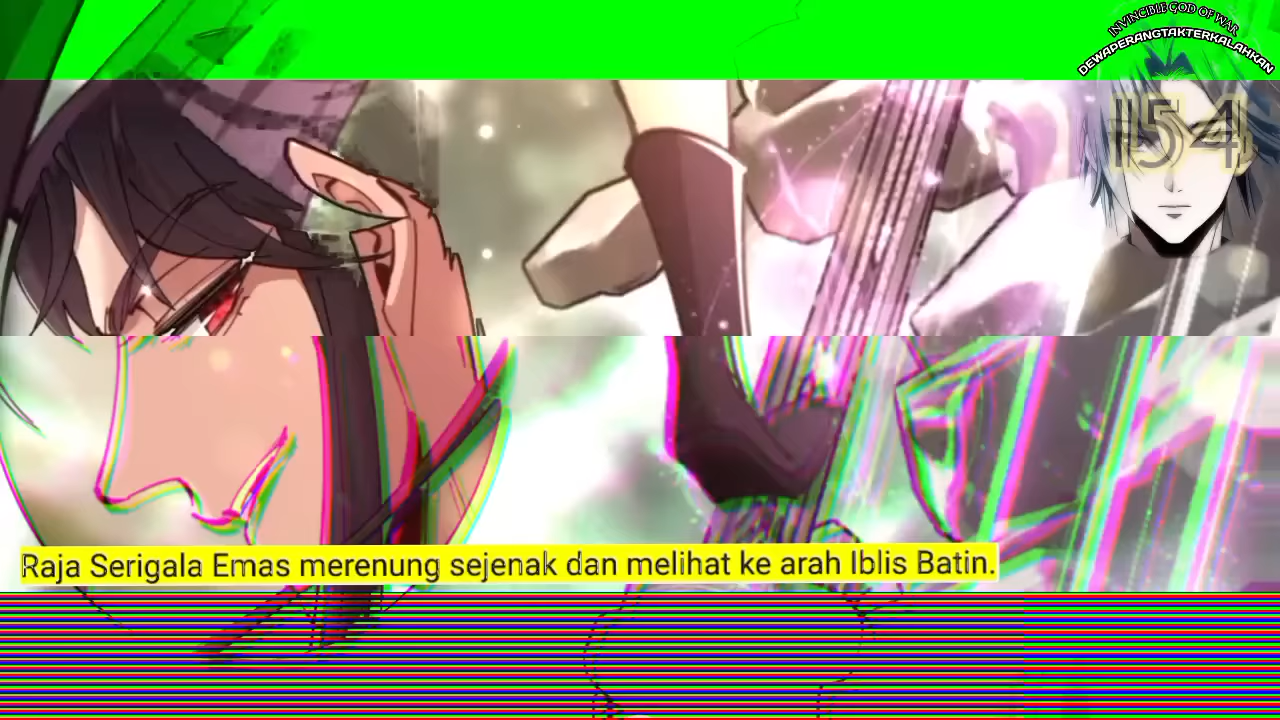 INVINCIBLE GOD OF WAR
DEWAPERANGTAKTERKALAHKAN
154
Raja Serigala Emas merenung sejenak dan melihat ke arah Iblis Batin.